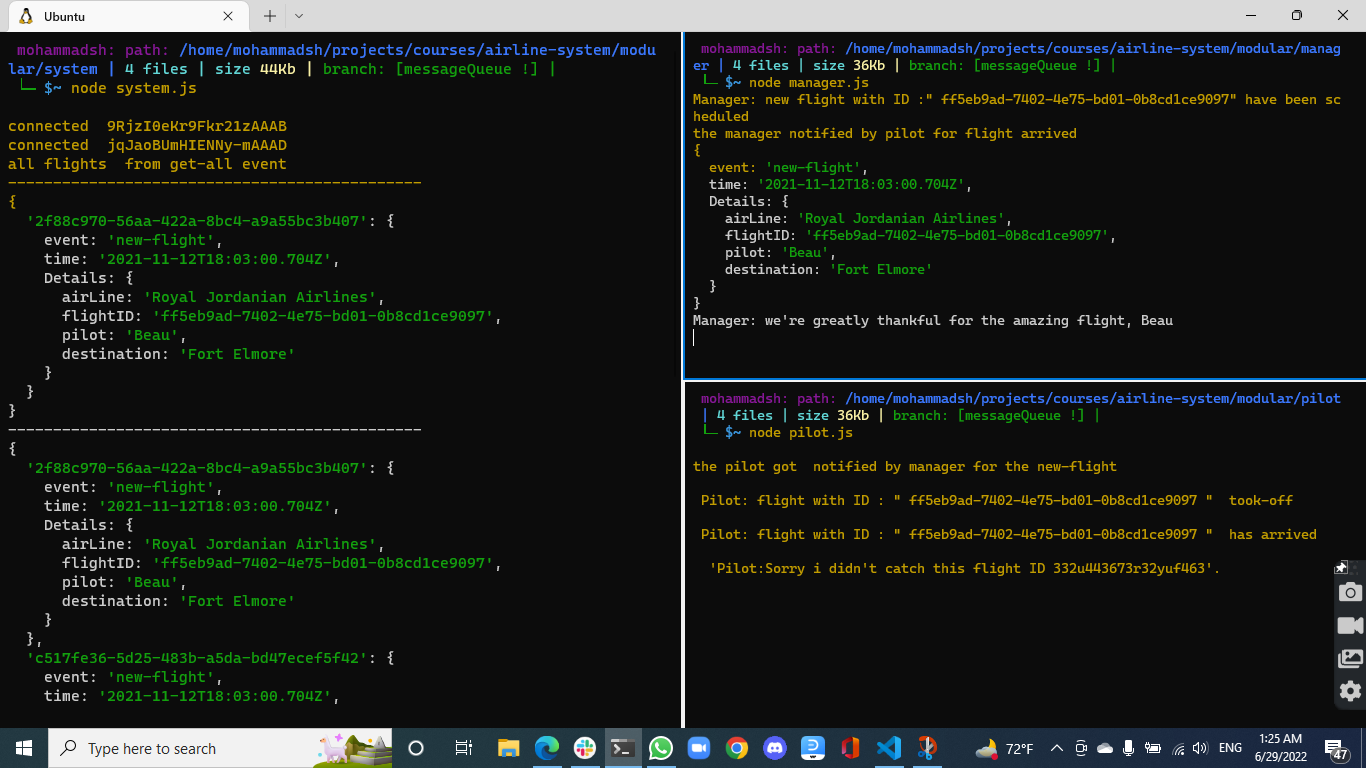 Ubuntu
mohammadsh: path: /home/mohammadsh/projects/courses/airline-system/modu
lar/system | 4 files | size 44Kb | branch: [messageQueue !] |
└─ $~ node system.js
connected  9RjzI0eKr9Fkr21zAAAB
connected  jqJaoBUmHIENNy-mAAAD
all flights  from get-all event
----------------------------------------------
{
  '2f88c970-56aa-422a-8bc4-a9a55bc3b407': {
    event: 'new-flight',
    time: '2021-11-12T18:03:00.704Z',
    Details: {
      airLine: 'Royal Jordanian Airlines',
      flightID: 'ff5eb9ad-7402-4e75-bd01-0b8cd1ce9097',
      pilot: 'Beau',
      destination: 'Fort Elmore'
    }
  }
}
----------------------------------------------
{
  '2f88c970-56aa-422a-8bc4-a9a55bc3b407': {
    event: 'new-flight',
    time: '2021-11-12T18:03:00.704Z',
    Details: {
      airLine: 'Royal Jordanian Airlines',
      flightID: 'ff5eb9ad-7402-4e75-bd01-0b8cd1ce9097',
      pilot: 'Beau',
      destination: 'Fort Elmore'
    }
  },
  'c517fe36-5d25-483b-a5da-bd47ecef5f42': {
    event: 'new-flight',
    time: '2021-11-12T18:03:00.704Z',
mohammadsh: path: /home/mohammadsh/projects/courses/airline-system/modular/manag
er | 4 files | size 36Kb | branch: [messageQueue !] |
└─ $~ node manager.js
Manager: new flight with ID :" ff5eb9ad-7402-4e75-bd01-0b8cd1ce9097" have been sc
heduled
the manager notified by pilot for flight arrived
{
  event: 'new-flight',
  time: '2021-11-12T18:03:00.704Z',
  Details: {
    airLine: 'Royal Jordanian Airlines',
    flightID: 'ff5eb9ad-7402-4e75-bd01-0b8cd1ce9097',
    pilot: 'Beau',
    destination: 'Fort Elmore'
  }
}
Manager: we're greatly thankful for the amazing flight, Beau
mohammadsh: path: /home/mohammadsh/projects/courses/airline-system/modular/pilot
| 4 files | size 36Kb | branch: [messageQueue !] |
└─ $~ node pilot.js
the pilot got  notified by manager for the new-flight
Pilot: flight with ID : " ff5eb9ad-7402-4e75-bd01-0b8cd1ce9097 "  took-off
Pilot: flight with ID : " ff5eb9ad-7402-4e75-bd01-0b8cd1ce9097 "  has arrived
'Pilot:Sorry i didn't catch this flight ID 332u443673r32yuf463'.
Type here to search
72°F
ENG
1:25 AM
6/29/2022
47